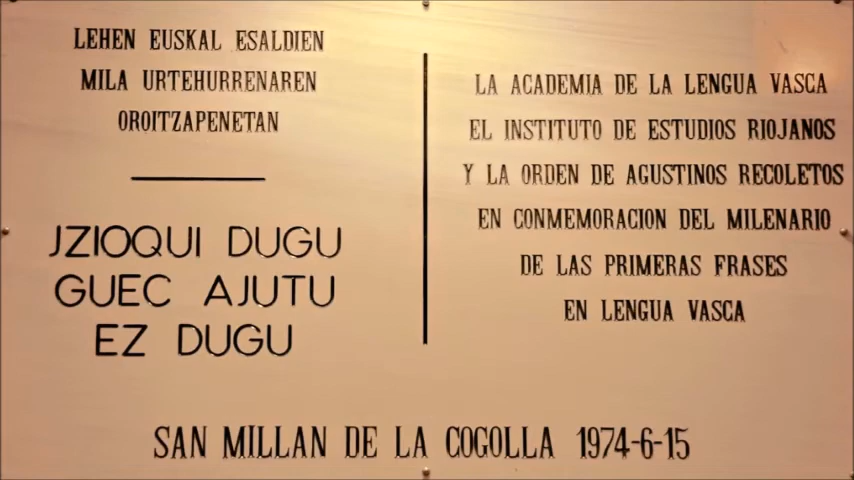 LEHEN EUSKAL ESALDIEN
MILA URTEHURRENAREN
OROITZAPENETAN
JZIOQUI DUGU
GUEC AJUTU
EZ DUGU
LA ACADEMIA DE LA LENGUA VASCA
EL INSTITUTO DE ESTUDIOS RIOJANOS
Y LA ORDEN DE AGUSTINOS RECOLETOS
EN CONMEMORACION DEL MILENARIO
DE LAS PRIMERAS FRASES
EN LENGUA VASCA
SAN MILLAN DE LA COGOLLA 1974-6-15